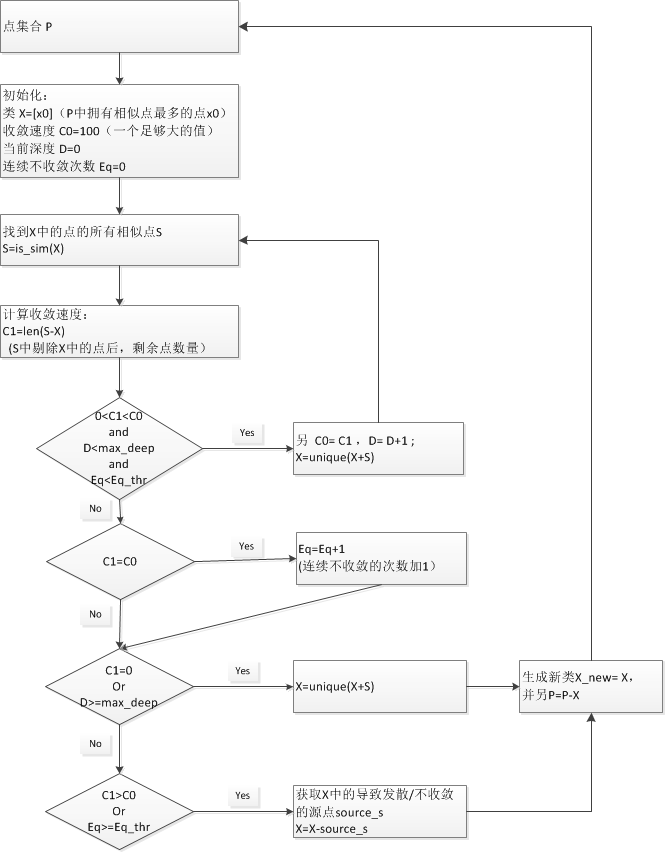 点集合 P
初始化：
类 X=[x0]（P中拥有相似点最多的点x0）
收敛速度 C0=100（一个足够大的值）
当前深度 D=0
连续不收敛次数 Eq=0
找到X中的点的所有相似点S
S=is_sim(X)
计算收敛速度：
C1=len(S-X)
(S中剔除X中的点后，剩余点数量）
0<C1<C0
and
D<max_deep
and
Eq<Eq_thr
Yes
另 C0= C1 ，D= D+1 ;
X=unique(X+S)
No
C1=C0
Yes
Eq=Eq+1
(连续不收敛的次数加1）
No
C1=0
Or
D>=max_deep
Yes
X=unique(X+S)
生成新类X_new= X，
并另P=P-X
No
C1>C0
Or
Eq>=Eq_thr
Yes
获取X中的导致发散/不收敛
的源点source_s
X=X-source_s